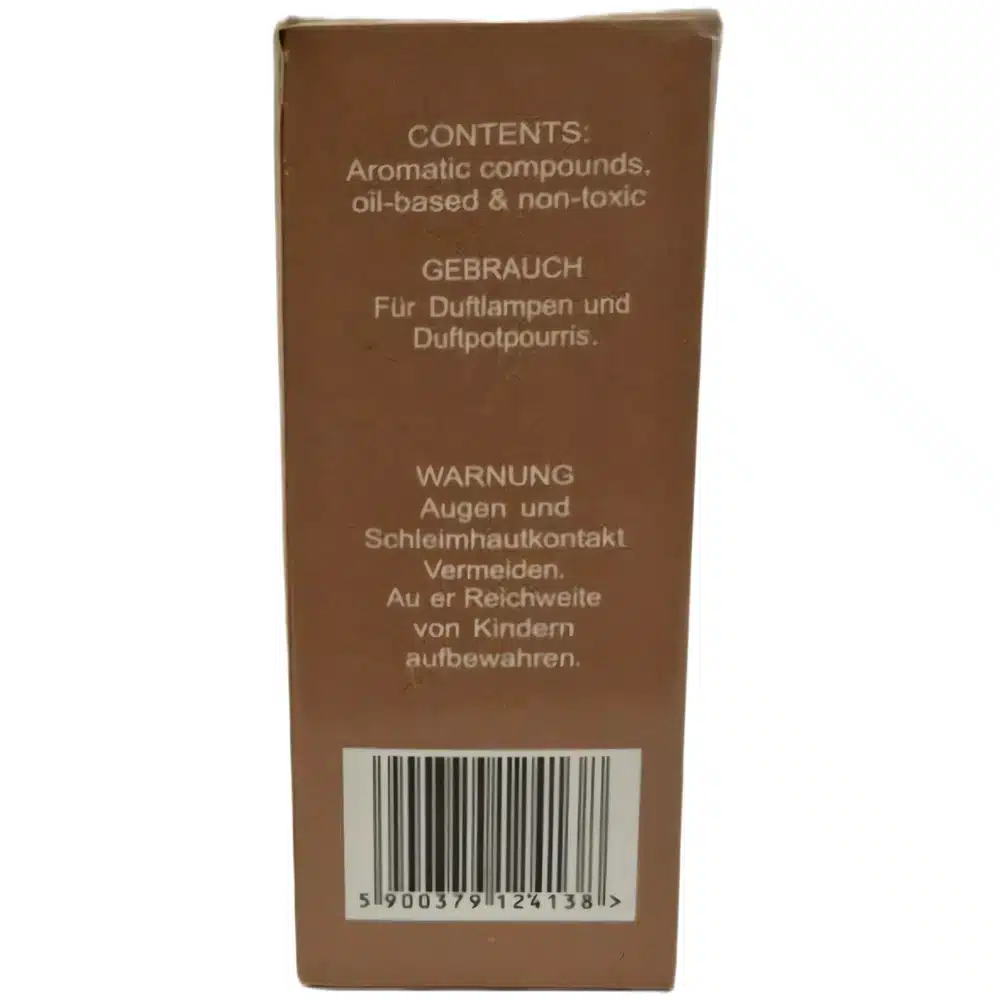 CONTENTS:
Aromatic compounds,
oil-based & non-toxic
GEBRAUCH
Für Duftlampen und
Duftpotpourris.
WARNUNG
Augen und
Schleimhautkontakt
Vermeiden.
Au er Reichweite
von Kindern
aufbewahren.
5 900379 124138 >